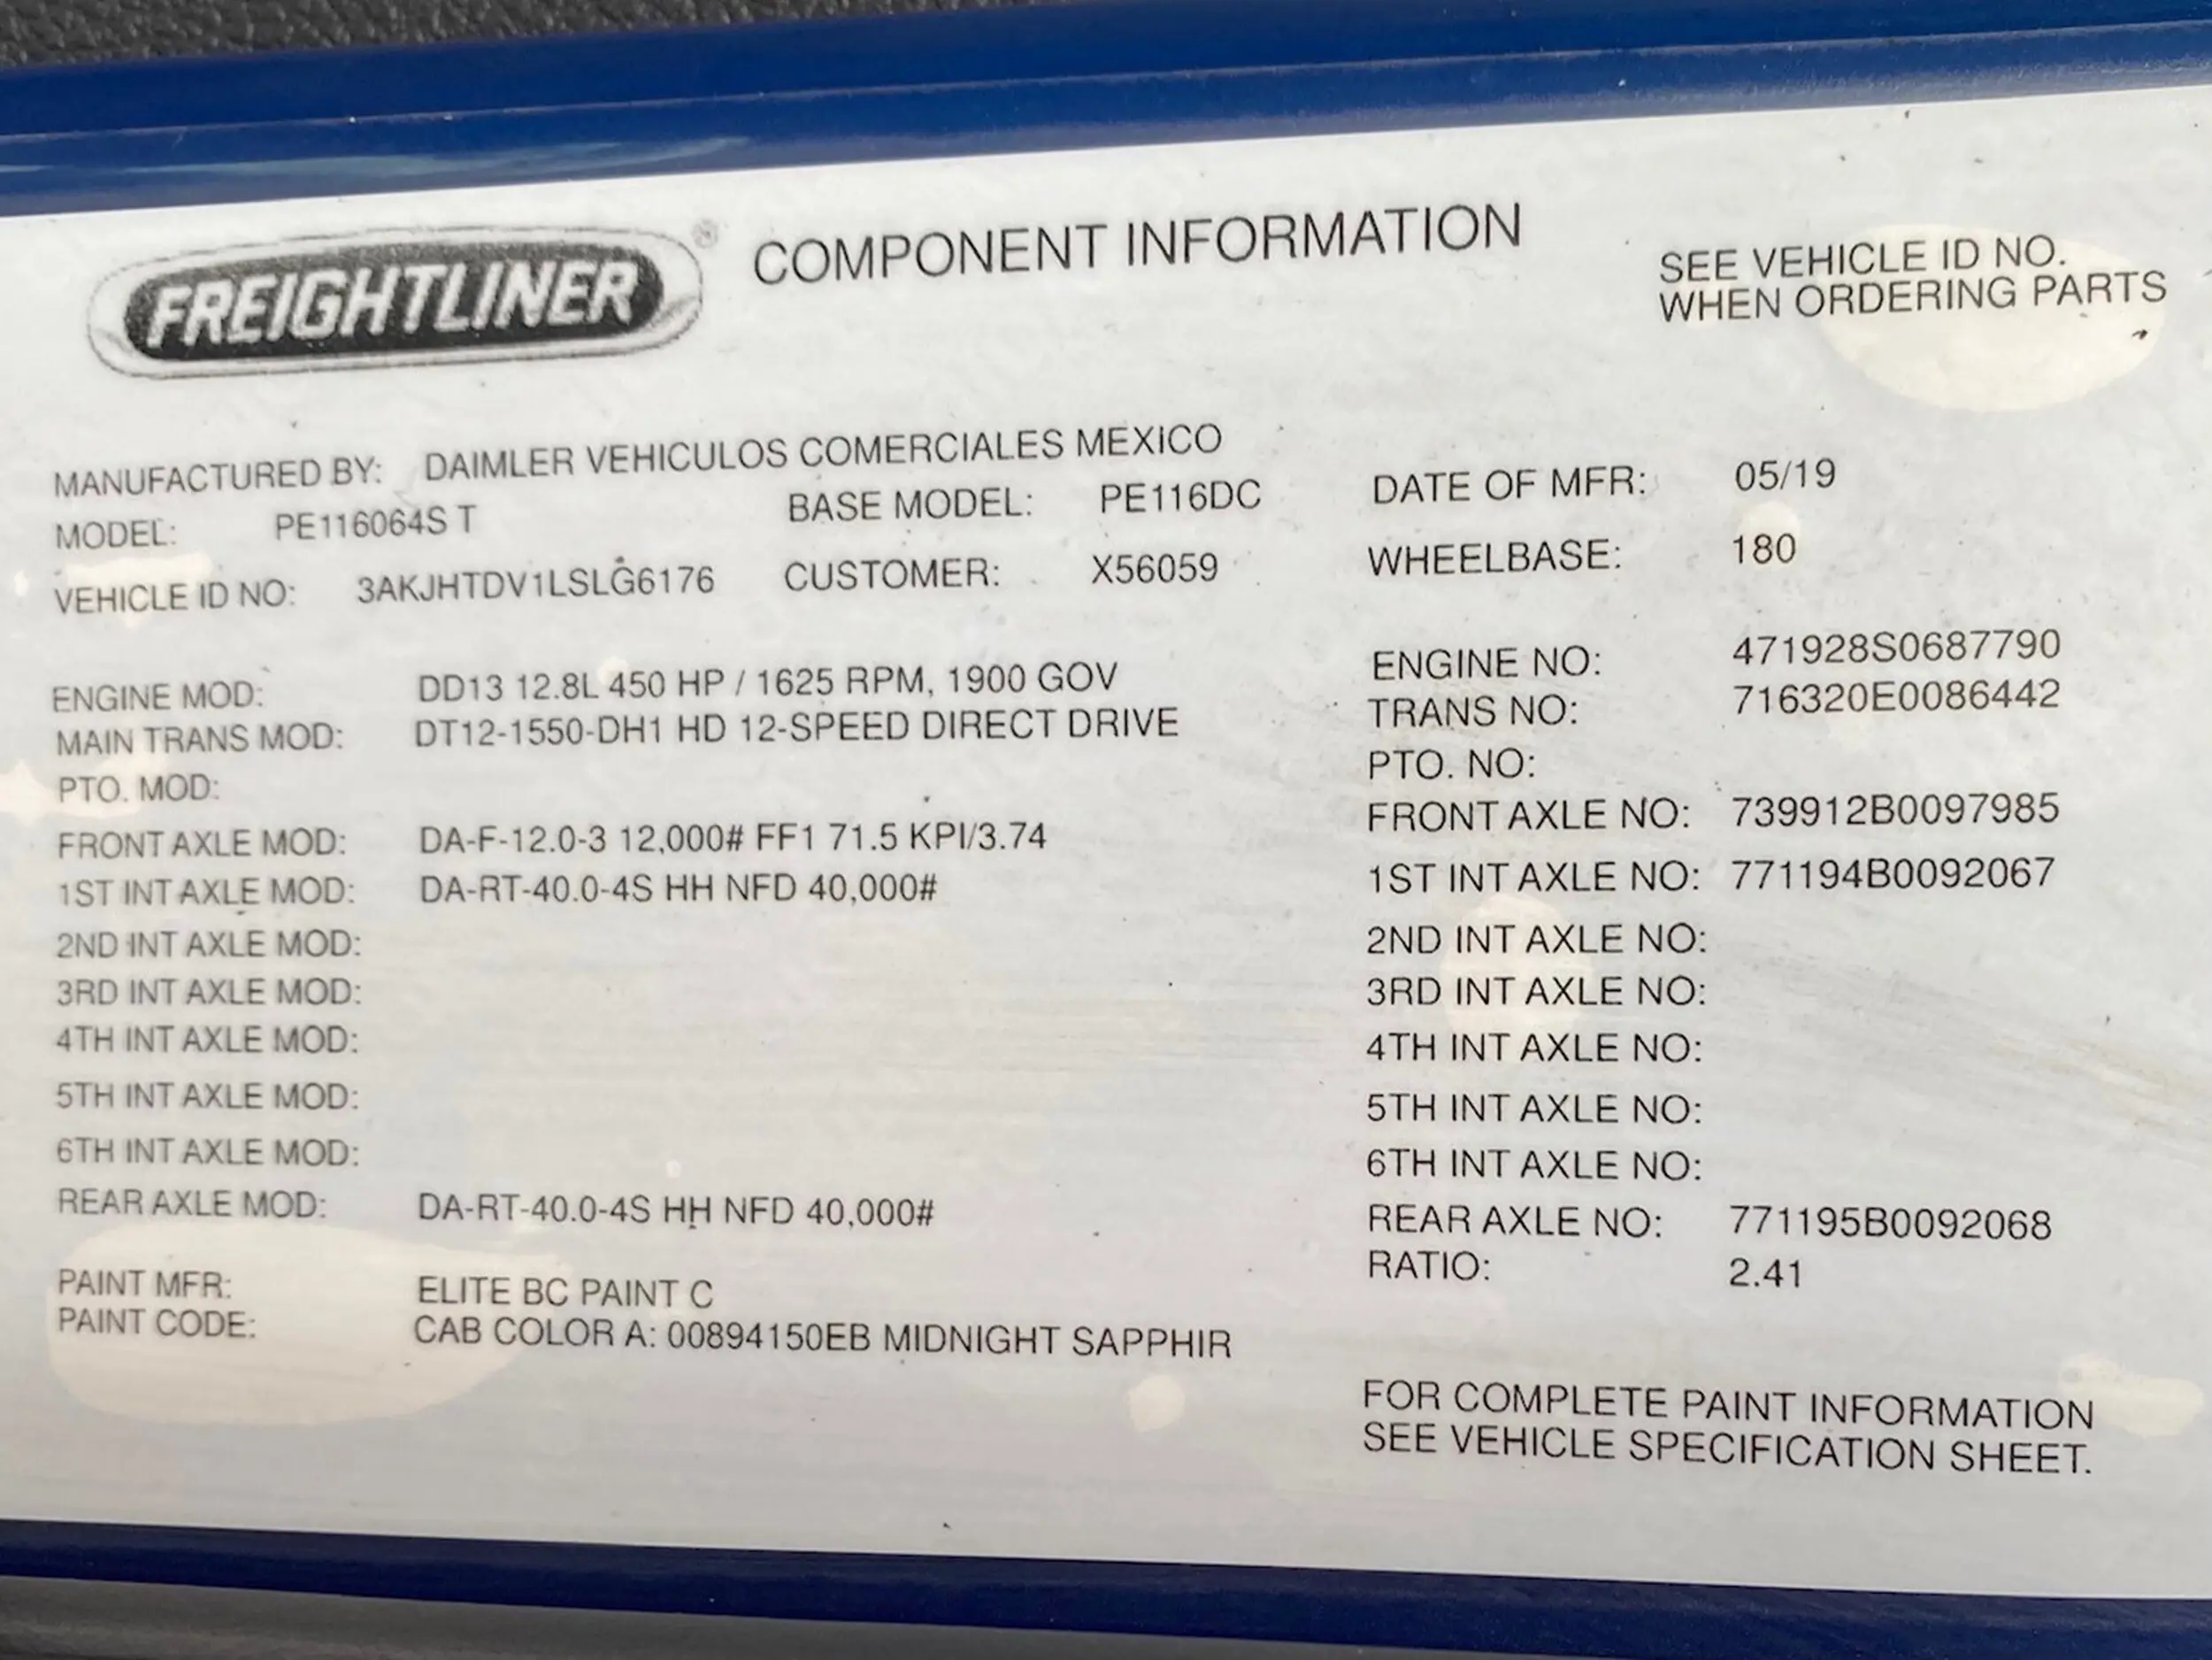 FREIGHTLINER ® COMPONENT INFORMATION
SEE VEHICLE ID NO.
WHEN ORDERING PARTS
MANUFACTURED BY: DAIMLER VEHICULOS COMERCIALES MEXICO
MODEL: PE116064S T BASE MODEL: PE116DC
VEHICLE ID NO: 3AKJHTDV1LSLG6176 CUSTOMER: X56059
DATE OF MFR: 05/19
WHEELBASE: 180
ENGINE MOD: DD13 12.8L 450 HP / 1625 RPM, 1900 GOV
MAIN TRANS MOD: DT12-1550-DH1 HD 12-SPEED DIRECT DRIVE
PTO. MOD:
FRONT AXLE MOD: DA-F-12.0-3 12,000# FF1 71.5 KPI/3.74
1ST INT AXLE MOD: DA-RT-40.0-4S HH NFD 40,000#
2ND INT AXLE MOD:
3RD INT AXLE MOD:
4TH INT AXLE MOD:
5TH INT AXLE MOD:
6TH INT AXLE MOD:
REAR AXLE MOD: DA-RT-40.0-4S HH NFD 40,000#
PAINT MFR: ELITE BC PAINT C
PAINT CODE: CAB COLOR A: 00894150EB MIDNIGHT SAPPHIR
ENGINE NO: 471928S0687790
TRANS NO: 716320E0086442
PTO. NO:
FRONT AXLE NO: 739912B0097985
1ST INT AXLE NO: 771194B0092067
2ND INT AXLE NO:
3RD INT AXLE NO:
4TH INT AXLE NO:
5TH INT AXLE NO:
6TH INT AXLE NO:
REAR AXLE NO: 771195B0092068
RATIO: 2.41
FOR COMPLETE PAINT INFORMATION
SEE VEHICLE SPECIFICATION SHEET.